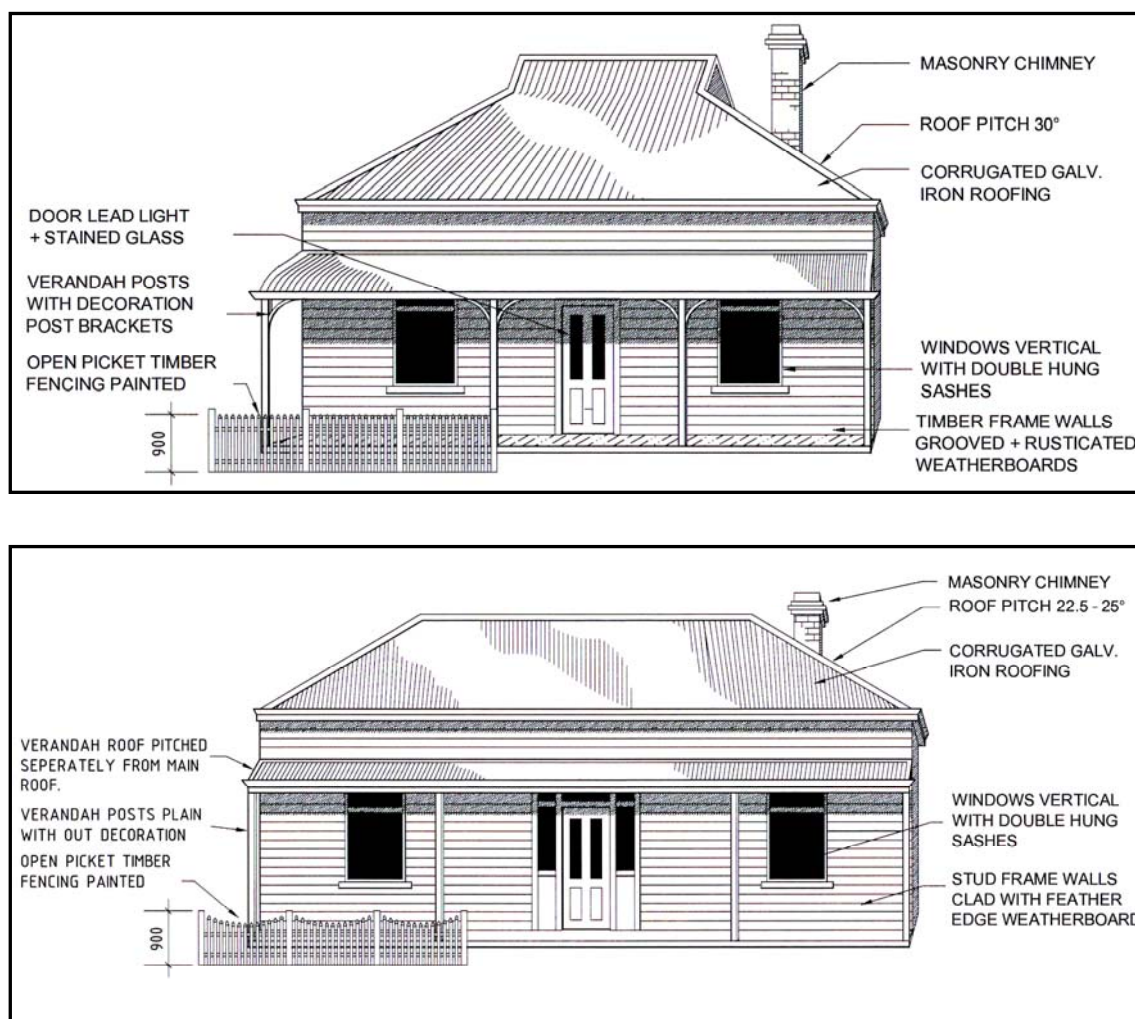 MASONRY CHIMNEY
ROOF PITCH 30°
CORRUGATED GALV.
IRON ROOFING
DOOR LEAD LIGHT
+ STAINED GLASS
VERANDAH POSTS
WITH DECORATION
POST BRACKETS
OPEN PICKET TIMBER
FENCING PAINTED
900
WINDOWS VERTICAL
WITH DOUBLE HUNG
SASHES
TIMBER FRAME WALLS
GROOVED + RUSTICATED
WEATHERBOARDS
MASONRY CHIMNEY
ROOF PITCH 22.5 - 25°
CORRUGATED GALV.
IRON ROOFING
VERANDAH ROOF PITCHED
SEPERATELY FROM MAIN
ROOF.
VERANDAH POSTS PLAIN
WITH OUT DECORATION
OPEN PICKET TIMBER
FENCING PAINTED
900
WINDOWS VERTICAL
WITH DOUBLE HUNG
SASHES
STUD FRAME WALLS
CLAD WITH FEATHER
EDGE WEATHERBOARD